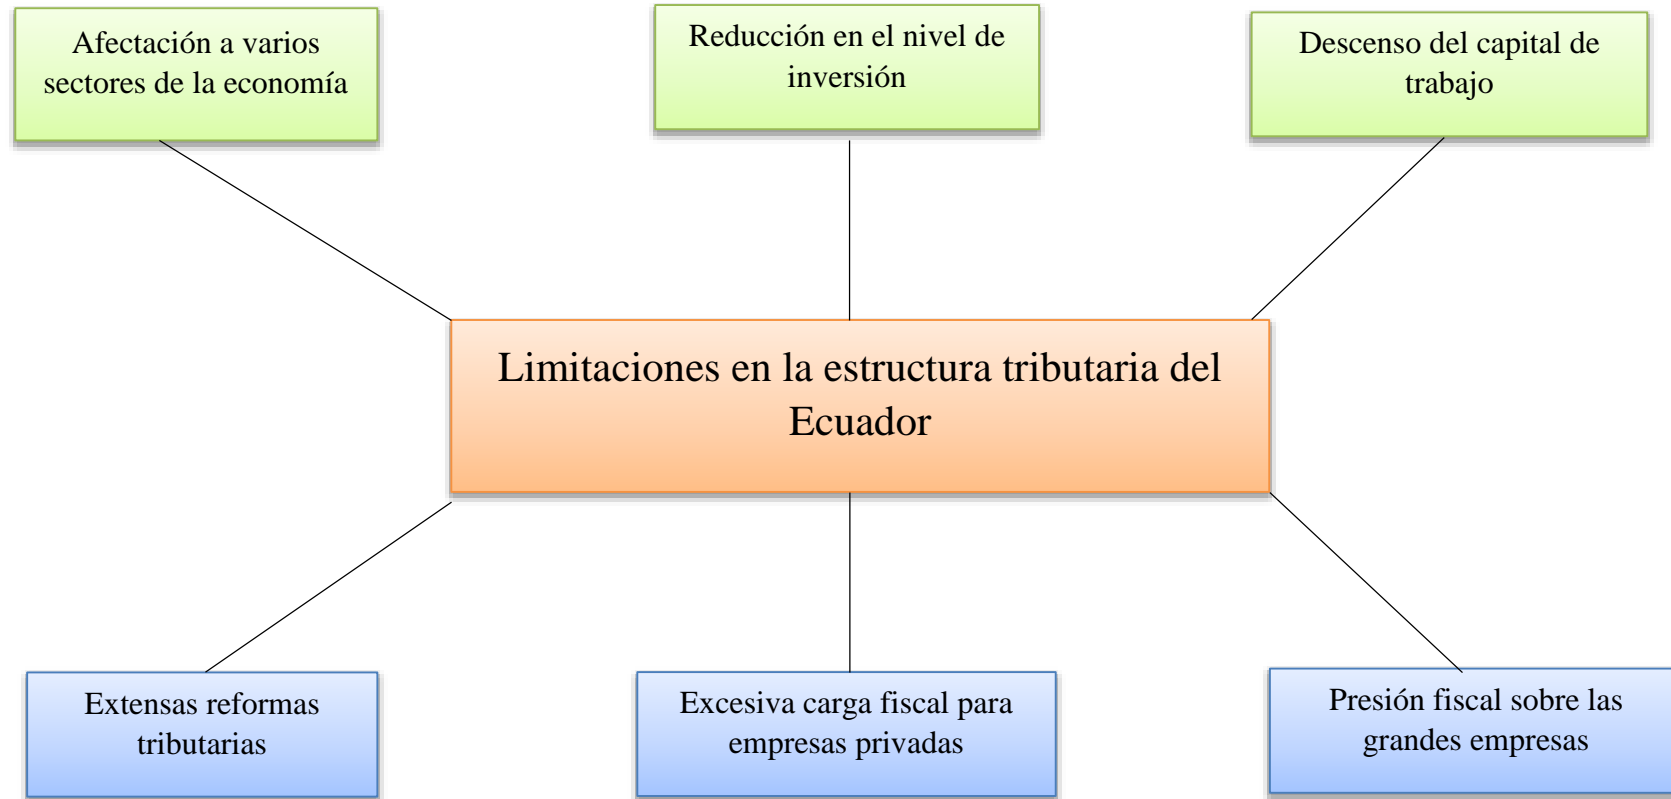 Afectación a varios
sectores de la economía
Reducción en el nivel de
inversión
Descenso del capital de
trabajo
Limitaciones en la estructura tributaria del
Ecuador
Extensas reformas
tributarias
Excesiva carga fiscal para
empresas privadas
Presión fiscal sobre las
grandes empresas